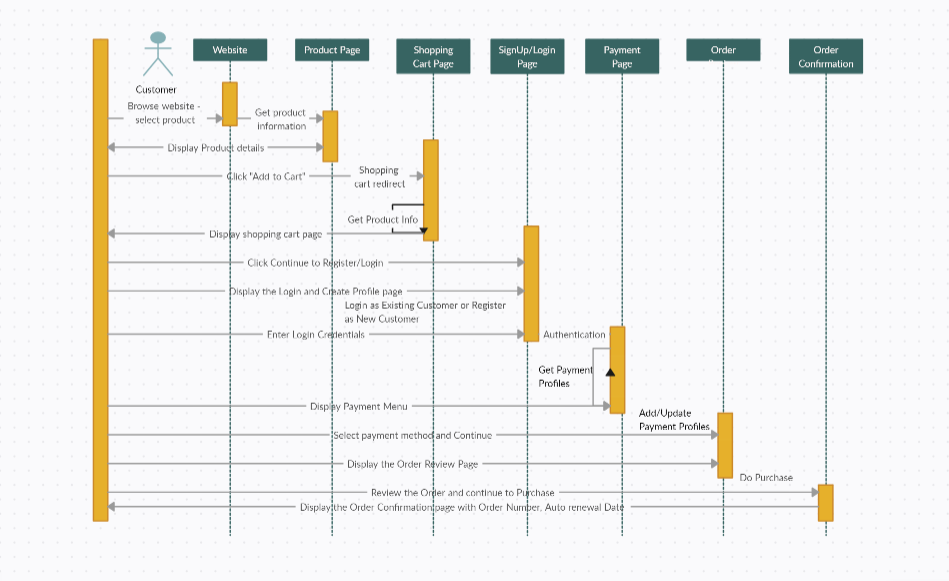 Website
Product Page
Shopping
Cart Page
SignUp/Login
Page
Payment
Page
Order
Order
Confirmation
Customer
Browse website -
select product
Get product
information
Display Product details
Click "Add to Cart"
Shopping
cart redirect
Get Product Info
Display shopping cart page
Click Continue to Register/Login
Display the Login and Create Profile page
Login as Existing Customer or Register
as New Customer
Enter Login Credentials
Authentication
Get Payment
Profiles
Display Payment Menu
Add/Update
Payment Profiles
Select payment method and Continue
Display the Order Review Page
Do Purchase
Review the Order and continue to Purchase
Display the Order Confirmation page with Order Number, Auto renewal Date